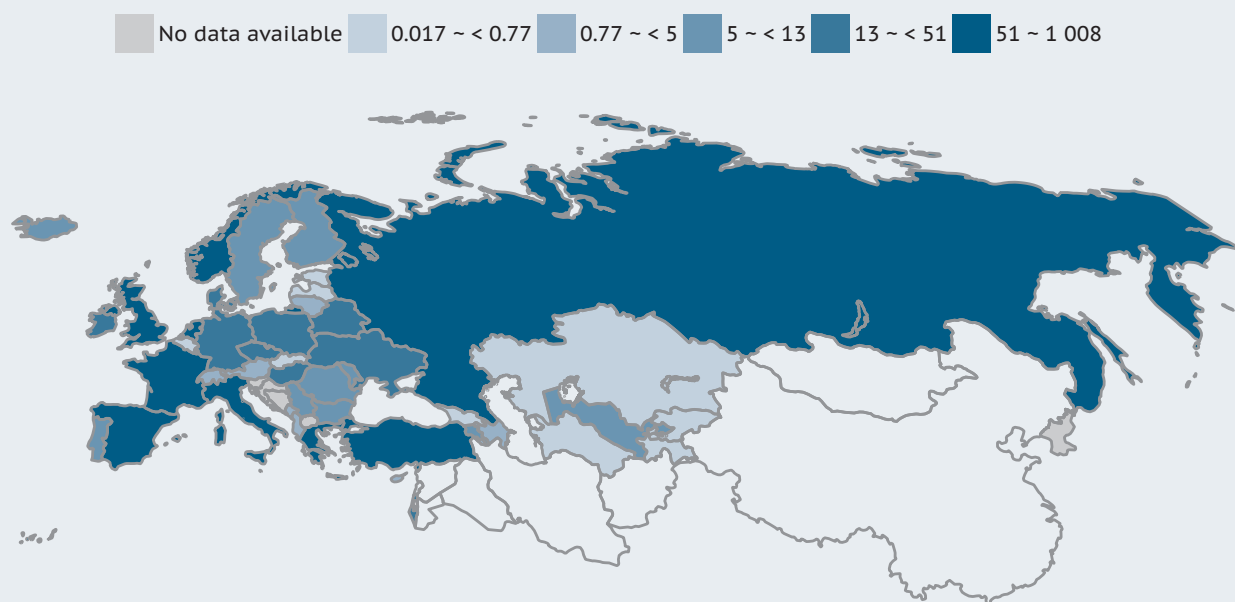 No data available 0.017 ~ < 0.77 0.77 ~ < 5 5 ~ < 13 13 ~ < 51 51 ~ 1 008